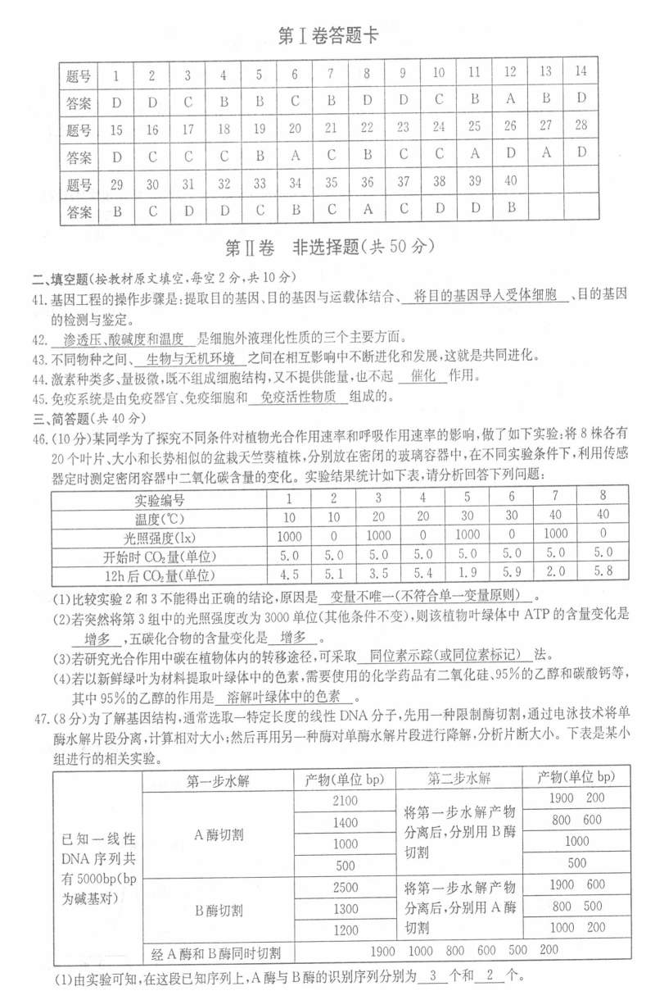 第Ⅰ卷答题卡
题号 1 2 3 4 5 6 7 8 9 10 11 12 13 14
答案 D D C B B C B D D C B A B D
题号 15 16 17 18 19 20 21 22 23 24 25 26 27 28
答案 D C C C B A C B C C A D A D
题号 29 30 31 32 33 34 35 36 37 38 39 40
答案 B C D D C B C A C D D B
第Ⅱ卷 非选择题(共50分)
二、填空题(按教材原文填空,每空2分,共10分)
41. 基因工程的操作步骤是:提取目的基因、目的基因与运载体结合、 将目的基因导入受体细胞 、目的基因
的检测与鉴定。
42. 渗透压、酸碱度和温度 是细胞外液理化性质的三个主要方面。
43. 不同物种之间、 生物与无机环境 之间在相互影响中不断进化和发展,这就是共同进化。
44. 激素种类多、量极微,既不组成细胞结构,又不提供能量,也不起 催化 作用。
45. 免疫系统是由免疫器官、免疫细胞和 免疫活性物质 组成的。
三、简答题(共40分)
46. (10分)某同学为了探究不同条件对植物光合作用速率和呼吸作用速率的影响,做了如下实验:将8株各有
20个叶片、大小和长势相似的盆栽天竺葵植株,分别放在密闭的玻璃容器中,在不同实验条件下,利用传感
器定时测定密闭容器中二氧化碳含量的变化。实验结果统计如下表,请分析回答下列问题:
实验编号 1 2 3 4 5 6 7 8
温度(℃) 10 10 20 20 30 30 40 40
光照强度(lx) 1000 0 1000 0 1000 0 1000 0
开始时CO₂量(单位) 5.0 5.0 5.0 5.0 5.0 5.0 5.0 5.0
12h后CO₂量(单位) 4.5 5.1 3.5 5.4 1.9 5.9 2.0 5.8
(1)比较实验2和3不能得出正确的结论,原因是 变量不唯一(不符合单一变量原则) 。
(2)若突然将第3组中的光照强度改为3000单位(其他条件不变),则该植物叶绿体中ATP的含量变化是
增多 ,五碳化合物的含量变化是 增多 。
(3)若研究光合作用中碳在植物体内的转移途径,可采取 同位素示踪(或同位素标记) 法。
(4)若以新鲜绿叶为材料提取叶绿体中的色素,需要使用的化学药品有二氧化硅、95%的乙醇和碳酸钙等,
其中95%的乙醇的作用是 溶解叶绿体中的色素 。
47. (8分)为了解基因结构,通常选取一特定长度的线性DNA分子,先用一种限制酶切割,通过电泳技术将单
酶水解片段分离,计算相对大小;然后再用另一种酶对单酶水解片段进行降解,分析片断大小。下表是某小
组进行的相关实验。
第一步水解 产物(单位bp) 第二步水解 产物(单位bp)
已知一线性
DNA序列共
有5000bp(bp
为碱基对)
A酶切割
2100
1400
1000
500
将第一步水解产物
分离后,分别用B酶
切割
1900 200
800 600
1000
500
B酶切割
2500
1300
1200
将第一步水解产物
分离后,分别用A酶
切割
1900 600
800 500
1000 200
经A酶和B酶同时切割 1900 1000 800 600 500 200
(1)由实验可知,在这段已知序列上,A酶与B酶的识别序列分别为 3 个和 2 个。